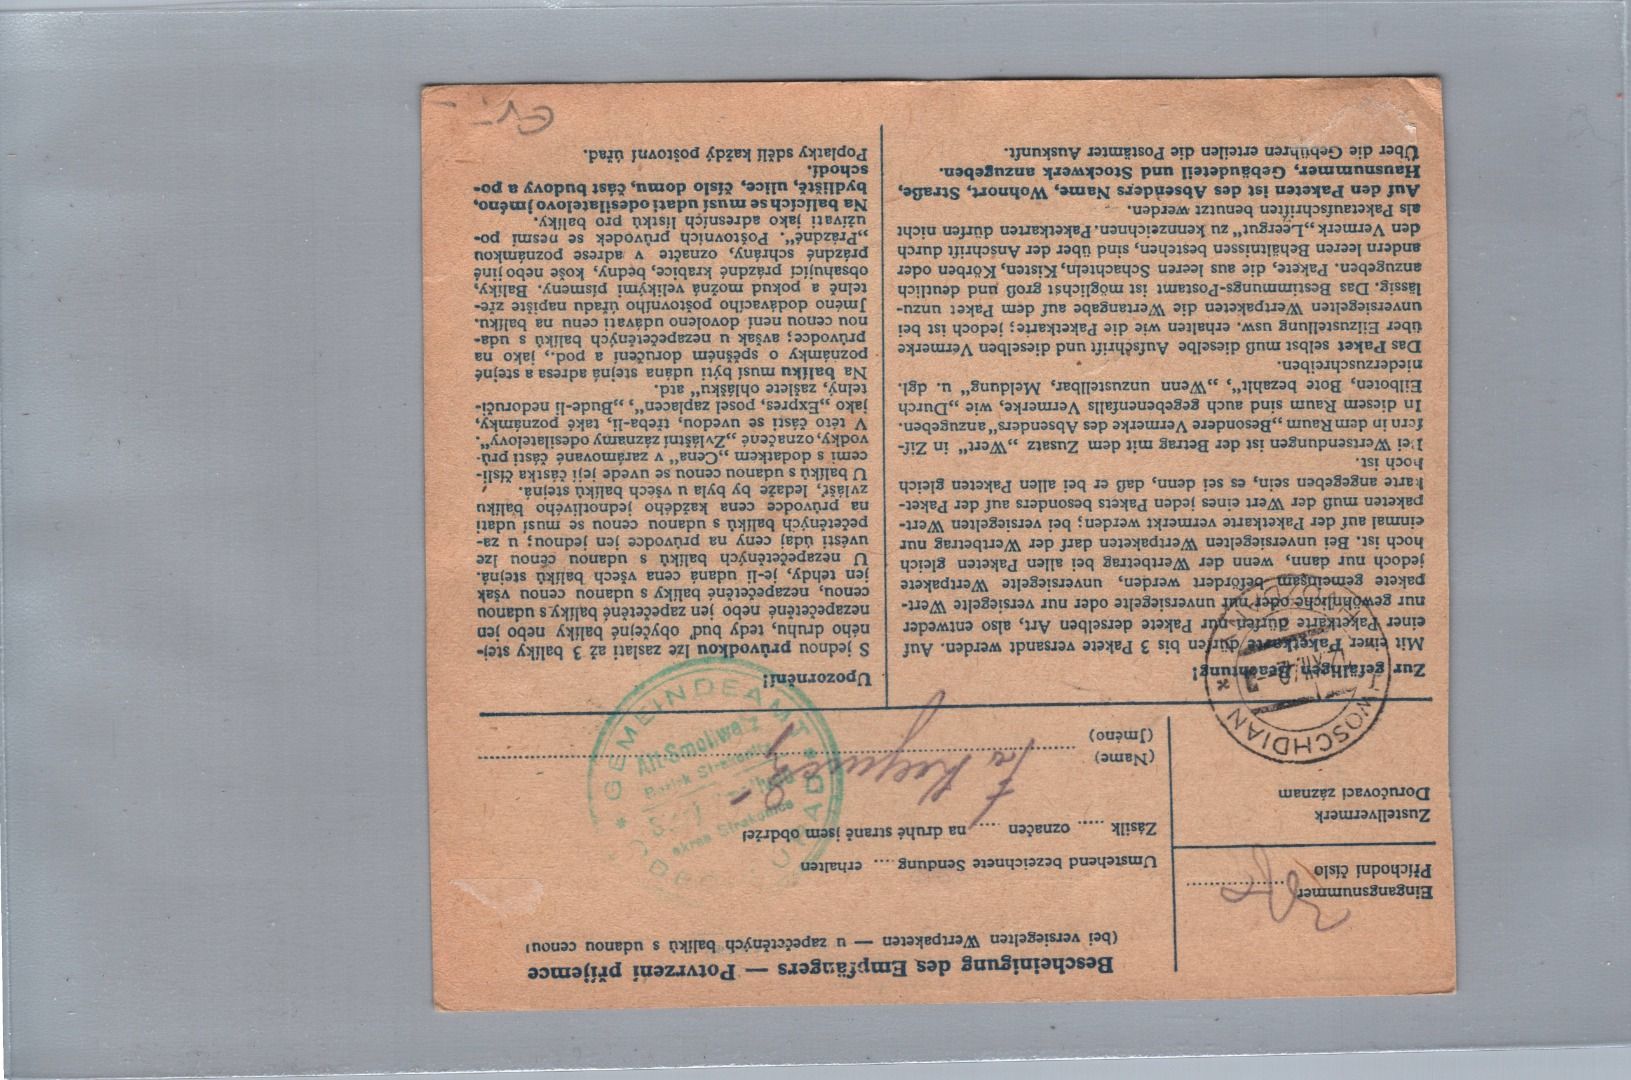 Bescheinigung des Empfängers — Potvrzení příjemce
(bei versiegelten Wertpaketen — u zapečetěných balíků s udanou cenou)
Eingangsnummer
Příchodní číslo
Umstehend bezeichnete Sendung .... erhalten
Zásilk .... označen .... na druhé straně jsem obdržel
Zustellvermerk
Doručovací záznam
(Name)
(Jméno)
GEMEINDEAMT
Alt-Smoliwetz
Bezirk Strakonitz
okres Strakonice
WOSCHDIAN
Zur gefälligen Beachtung!
Mit einer Paketkarte dürfen bis 3 Pakete versandt werden. Auf
einer Paketkarte dürfen nur Pakete derselben Art, also entweder
nur gewöhnliche oder nur unversiegelte oder nur versiegelte Wert-
pakete gemeinsam befördert werden, unversiegelte Wertpakete
jedoch nur dann, wenn der Wertbetrag bei allen Paketen gleich
hoch ist. Bei unversiegelten Wertpaketen darf der Wertbetrag nur
einmal auf der Paketkarte vermerkt werden; bei versiegelten Wert-
paketen muß der Wert eines jeden Pakets besonders auf der Paket-
karte angegeben sein, es sei denn, daß er bei allen Paketen gleich
hoch ist.
Bei Wertsendungen ist der Betrag mit dem Zusatz „Wert“ in Zif-
fern in dem Raum „Besondere Vermerke des Absenders“ anzugeben.
In diesem Raum sind auch gegebenenfalls Vermerke, wie „Durch
Eilboten, Bote bezahlt“, „Wenn unzustellbar, Meldung“ u. dgl.
niederzuschreiben.
Das Paket selbst muß dieselbe Aufschrift und dieselben Vermerke
über Eilzustellung usw. erhalten wie die Paketkarte; jedoch ist bei
unversiegelten Wertpaketen die Wertangabe auf dem Paket unzu-
lässig. Das Bestimmungs-Postamt ist möglichst groß und deutlich
anzugeben. Pakete, die aus leeren Schachteln, Kisten, Körben oder
andern leeren Behältnissen bestehen, sind über der Anschrift durch
den Vermerk „Leergut“ zu kennzeichnen. Paketkarten dürfen nicht
als Paketaufschriften benutzt werden.
Auf den Paketen ist des Absenders Name, Wohnort, Straße,
Hausnummer, Gebäudeteil und Stockwerk anzugeben.
Über die Gebühren erteilen die Postämter Auskunft.
Upozornění!
S jednou průvodkou lze zaslati až 3 balíky stej-
ného druhu, tedy buď obyčejné balíky nebo jen
nezapečetěné nebo jen zapečetěné balíky s udanou
cenou, nezapečetěné balíky s udanou cenou však
jen tehdy, je-li udaná cena všech balíků stejná.
U nezapečetěných balíků s udanou cenou lze
uvésti údaj ceny na průvodce jen jednou; u za-
pečetěných balíků s udanou cenou se musí udati
na průvodce cena každého jednotlivého balíku
zvlášť, ledaže by byla u všech balíků stejná.
U balíků s udanou cenou se uvede její částka čísli-
cemi s dodatkem „Cena“ v zarámované části prů-
vodky, označené „Zvláštní záznamy odesilatelovy“.
V této části se uvedou, třeba-li, také poznámky,
jako „Expres, posel zaplacen“, „Bude-li nedoruči-
telný, zašlete ohlášku“ atd.
Na balíku musí býti udána stejná adresa a stejné
poznámky o spěšném doručení a pod., jako na
průvodce; avšak u nezapečetěných balíků s uda-
nou cenou není dovoleno udávati cenu na balíku.
Jméno dodávacího poštovního úřadu napište zře-
telně a pokud možná velikými písmeny. Balíky,
obsahující prázdné krabice, bedny, koše nebo jiné
prázdné schrány, označte v adrese poznámkou
„Prázdné“. Poštovních průvodek se nesmí po-
užívati jako adresních lístků pro balíky.
Na balících se musí udati odesilatelovo jméno,
bydliště, ulice, číslo domu, část budovy a po-
schodí.
Poplatky sdělí každý poštovní úřad.